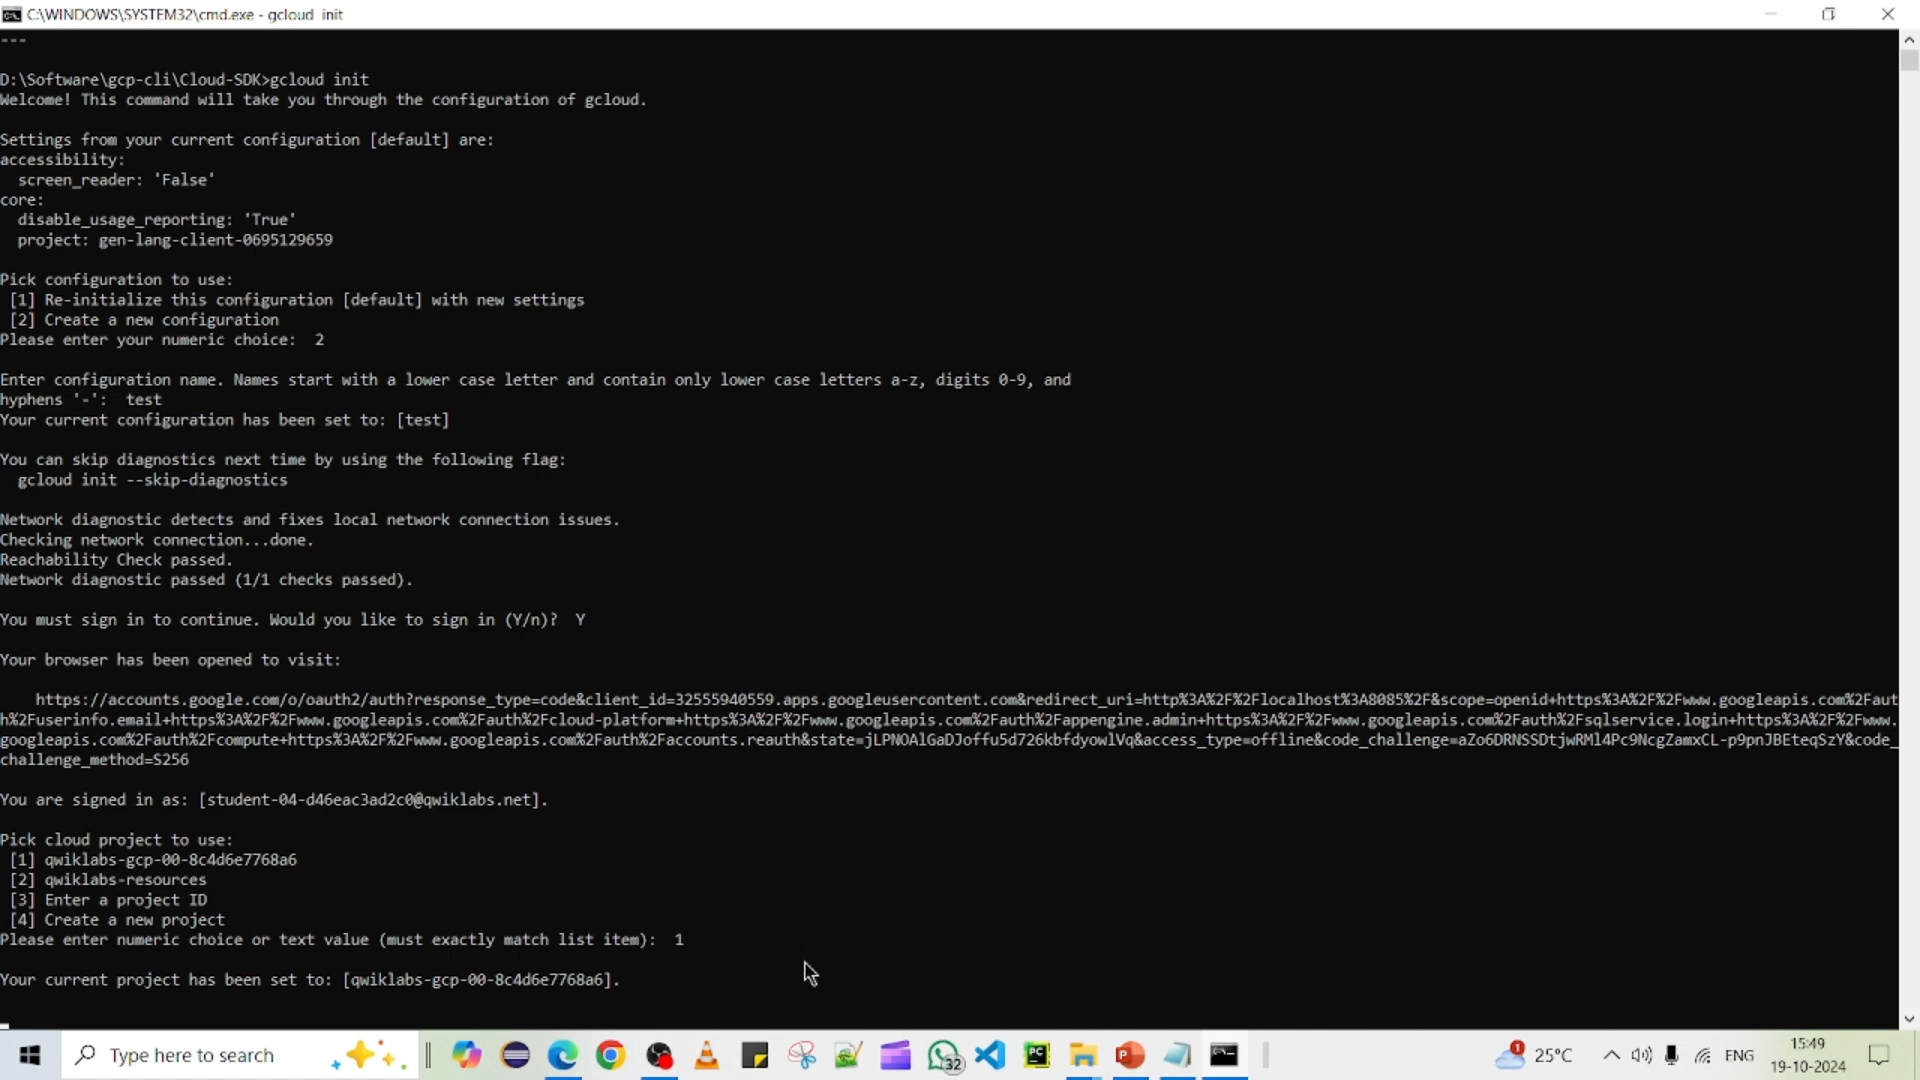 C:\WINDOWS\SYSTEM32\cmd.exe - gcloud  init
---
D:\Software\gcp-cli\Cloud-SDK>gcloud init
Welcome! This command will take you through the configuration of gcloud.
Settings from your current configuration [default] are:
accessibility:
  screen_reader: 'False'
core:
  disable_usage_reporting: 'True'
  project: gen-lang-client-0695129659
Pick configuration to use:
 [1] Re-initialize this configuration [default] with new settings
 [2] Create a new configuration
Please enter your numeric choice:  2
Enter configuration name. Names start with a lower case letter and contain only lower case letters a-z, digits 0-9, and
hyphens '-':  test
Your current configuration has been set to: [test]
You can skip diagnostics next time by using the following flag:
  gcloud init --skip-diagnostics
Network diagnostic detects and fixes local network connection issues.
Checking network connection...done.
Reachability Check passed.
Network diagnostic passed (1/1 checks passed).
You must sign in to continue. Would you like to sign in (Y/n)?  Y
Your browser has been opened to visit:
    https://accounts.google.com/o/oauth2/auth?response_type=code&client_id=32555940559.apps.googleusercontent.com&redirect_uri=http%3A%2F%2Flocalhost%3A8085%2F&scope=openid+https%3A%2F%2Fwww.googleapis.com%2Faut
h%2Fuserinfo.email+https%3A%2F%2Fwww.googleapis.com%2Fauth%2Fcloud-platform+https%3A%2F%2Fwww.googleapis.com%2Fauth%2Fappengine.admin+https%3A%2F%2Fwww.googleapis.com%2Fauth%2Fsqlservice.login+https%3A%2F%2Fwww.
googleapis.com%2Fauth%2Fcompute+https%3A%2F%2Fwww.googleapis.com%2Fauth%2Faccounts.reauth&state=jLPNOAlGaDJoffu5d726kbfdyowlVq&access_type=offline&code_challenge=aZo6DRNSSDtjwRMl4Pc9NcgZamxCL-p9pnJBEteqSzY&code_
challenge_method=S256
You are signed in as: [student-04-d46eac3ad2c0@qwiklabs.net].
Pick cloud project to use:
 [1] qwiklabs-gcp-00-8c4d6e7768a6
 [2] qwiklabs-resources
 [3] Enter a project ID
 [4] Create a new project
Please enter numeric choice or text value (must exactly match list item):  1
Your current project has been set to: [qwiklabs-gcp-00-8c4d6e7768a6].
Type here to search
32
PC
1
25°C
ENG
15:49
19-10-2024